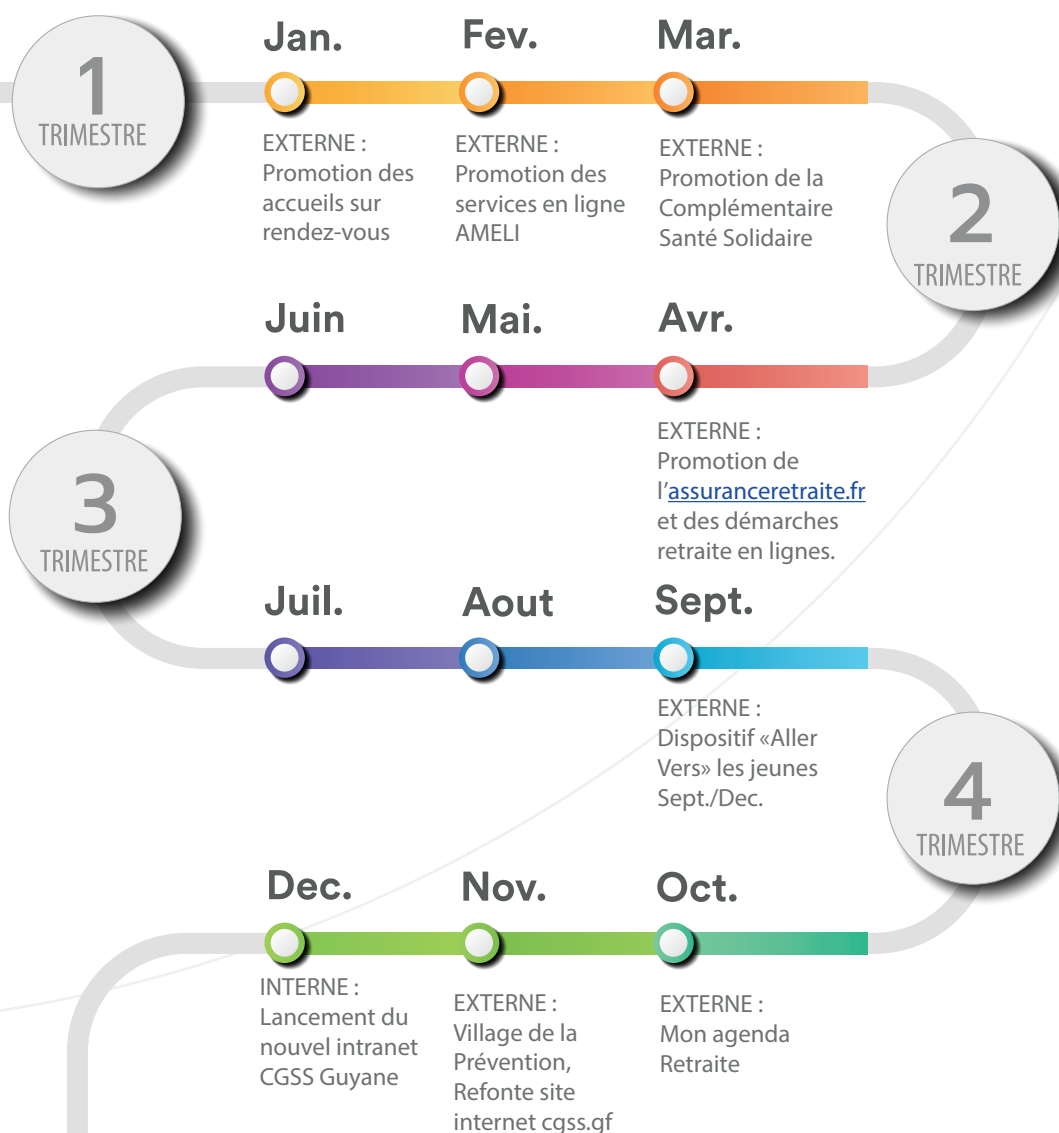 1
TRIMESTRE
Jan.
EXTERNE :
Promotion des
accueils sur
rendez-vous
Fev.
EXTERNE :
Promotion des
services en ligne
AMELI
Mar.
EXTERNE :
Promotion de la
Complémentaire
Santé Solidaire
2
TRIMESTRE
Avr.
EXTERNE :
Promotion de
l'assuranceretraite.fr
et des démarches
retraite en lignes.
Mai.
Juin
3
TRIMESTRE
Juil.
Aout
Sept.
EXTERNE :
Dispositif «Aller
Vers» les jeunes
Sept./Dec.
4
TRIMESTRE
Oct.
EXTERNE :
Mon agenda
Retraite
Nov.
EXTERNE :
Village de la
Prévention,
Refonte site
internet cgss.gf
Dec.
INTERNE :
Lancement du
nouvel intranet
CGSS Guyane